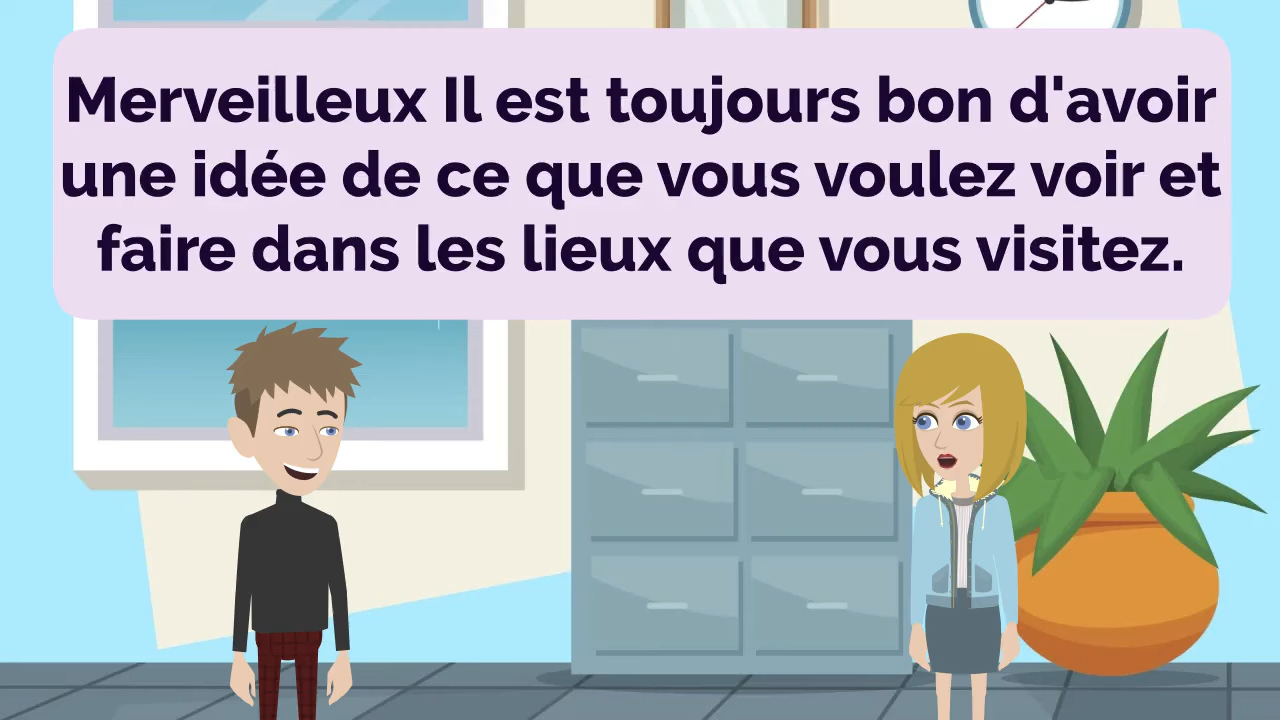 Merveilleux Il est toujours bon d'avoir
une idée de ce que vous voulez voir et
faire dans les lieux que vous visitez.